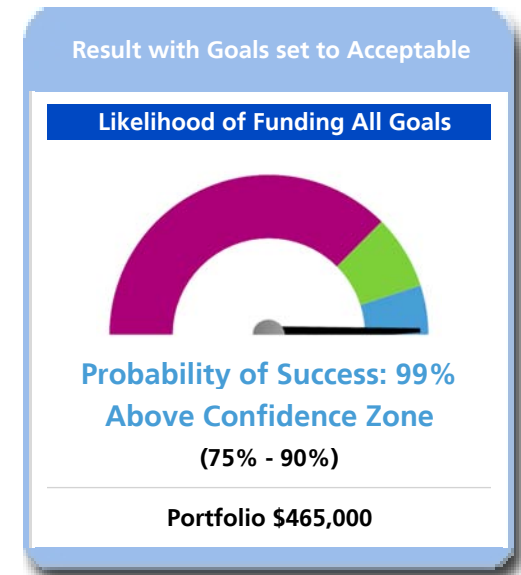 Result with Goals set to Acceptable
Likelihood of Funding All Goals
Probability of Success: 99%
Above Confidence Zone
(75% - 90%)
Portfolio $465,000